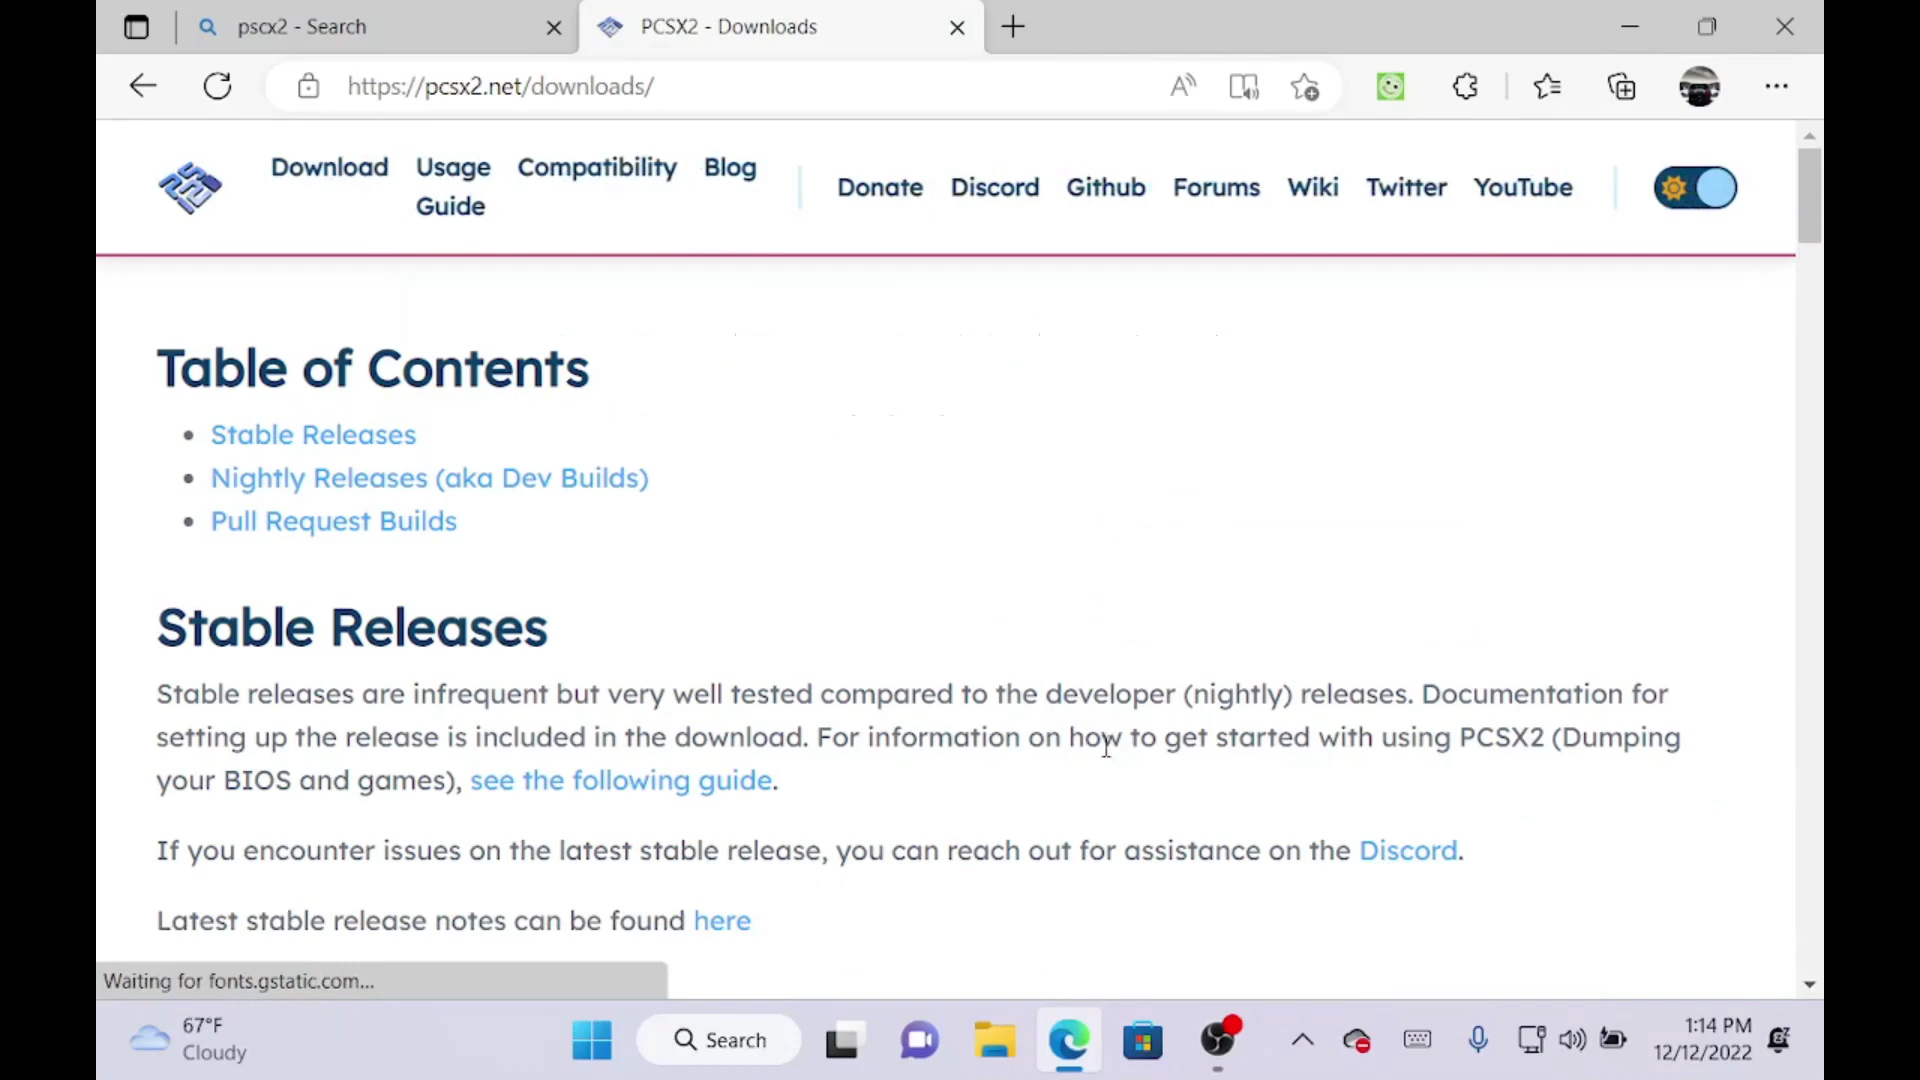 pscx2 - Search
PCSX2 - Downloads
https://pcsx2.net/downloads/
Download
Usage Guide
Compatibility
Blog
Donate
Discord
Github
Forums
Wiki
Twitter
YouTube
Table of Contents
Stable Releases
Nightly Releases (aka Dev Builds)
Pull Request Builds
Stable Releases
Stable releases are infrequent but very well tested compared to the developer (nightly) releases. Documentation for
setting up the release is included in the download. For information on how to get started with using PCSX2 (Dumping
your BIOS and games), see the following guide.
If you encounter issues on the latest stable release, you can reach out for assistance on the Discord.
Latest stable release notes can be found here
Waiting for fonts.gstatic.com...
67°F
Cloudy
Search
1:14 PM
12/12/2022